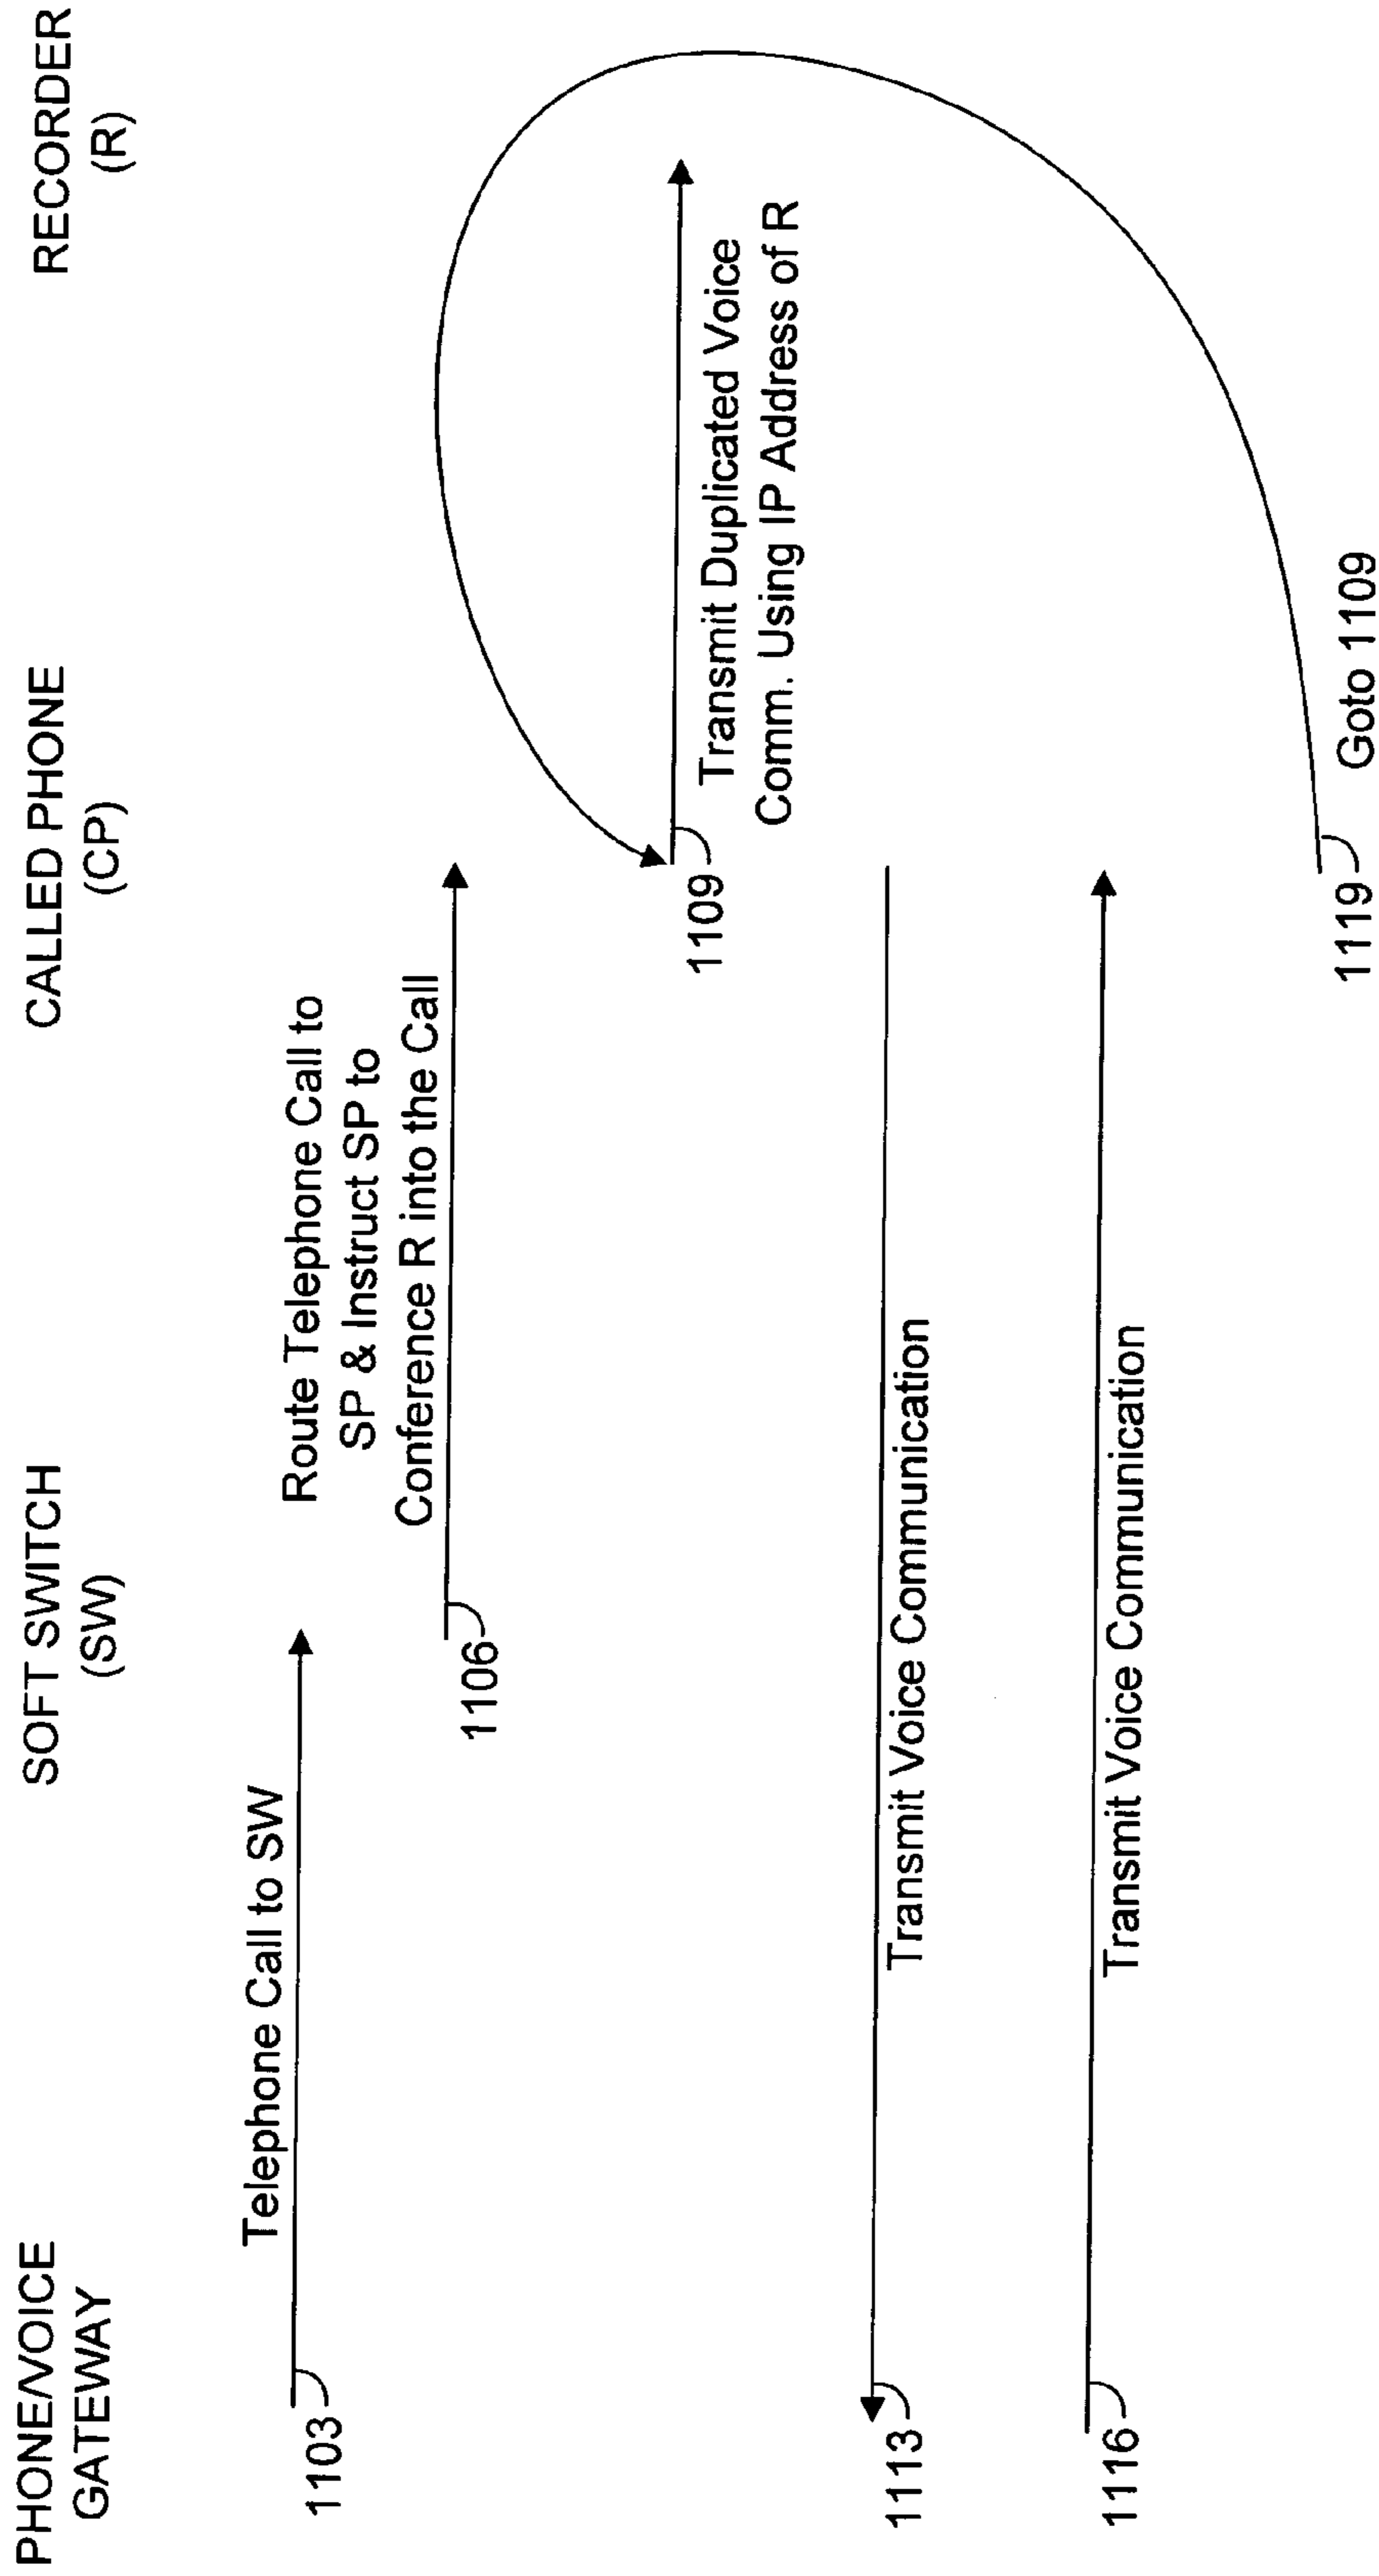 PHONE/VOICE
GATEWAY
SOFT SWITCH
(SW)
CALLED PHONE
(CP)
RECORDER
(R)
Telephone Call to SW
1103
Route Telephone Call to
SP & Instruct SP to
Conference R into the Call
1106
1109
Transmit Duplicated Voice
Comm. Using IP Address of R
1113
Transmit Voice Communication
1116
Transmit Voice Communication
1119
Goto 1109